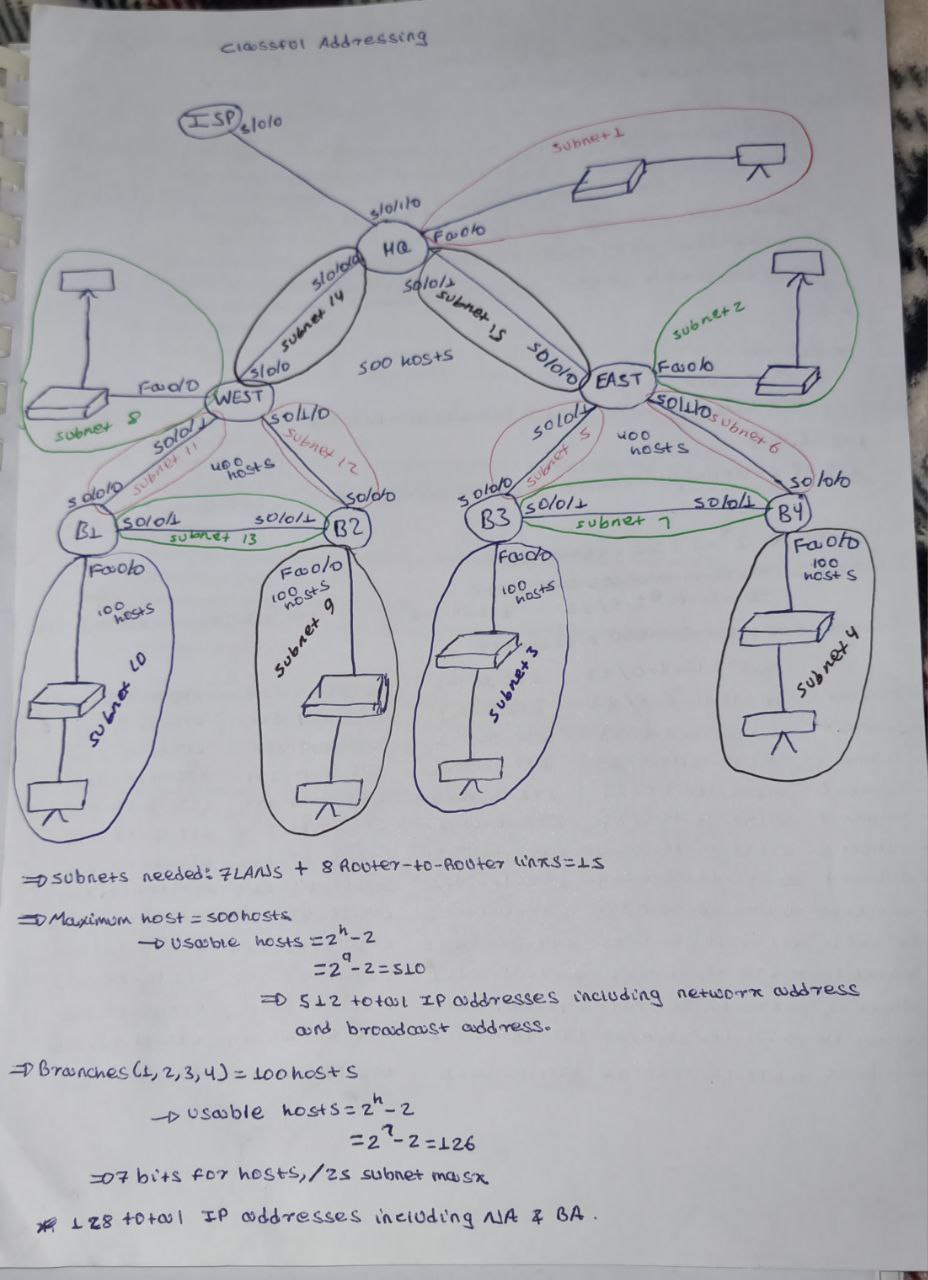 Classful Addressing
ISP
S/0/0
Subnet 1
S/0/1/0
HQ
Fa0/0
S/0/0/0
S0/0/1
Subnet 14
Subnet 15
500 hosts
S/0/0
S0/0/0
Fa0/0
WEST
Subnet 8
EAST
Fa0/0
Subnet 2
S0/0/1
S0/1/0
Subnet 11
Subnet 12
400
hosts
S0/0/1
S0/1/0
Subnet 5
Subnet 6
400
hosts
S0/0/0
S0/0/0
B1
S0/0/1
S0/0/1
B2
Subnet 13
S0/0/0
S0/0/0
B3
S0/0/1
S0/0/1
B4
Subnet 7
Fa0/0
100
hosts
Subnet 10
Fa0/0
100
hosts
Subnet 9
Fa0/0
100
hosts
Subnet 3
Fa0/0
100
hosts
Subnet 4
⇒ Subnets needed: 7LANs + 8 Router-to-Router links = 15
⇒ Maximum host = 500hosts
→ Usable hosts = 2^n - 2
= 2^9 - 2 = 510
⇒ 512 total IP addresses including network address
and broadcast address.
⇒ Branches (1, 2, 3, 4) = 100 hosts
→ Usable hosts = 2^n - 2
= 2^7 - 2 = 126
⇒ 7 bits for hosts, /25 subnet mask
* 128 total IP addresses including NA & BA.